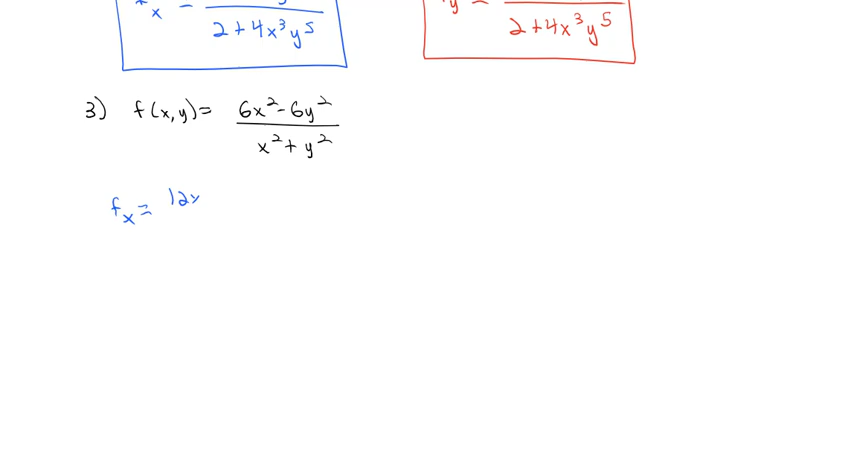 x =
2 + 4x³y⁵
y =
2 + 4x³y⁵
3) f(x,y) =
6x² - 6y²
x² + y²
fₓ = 12x